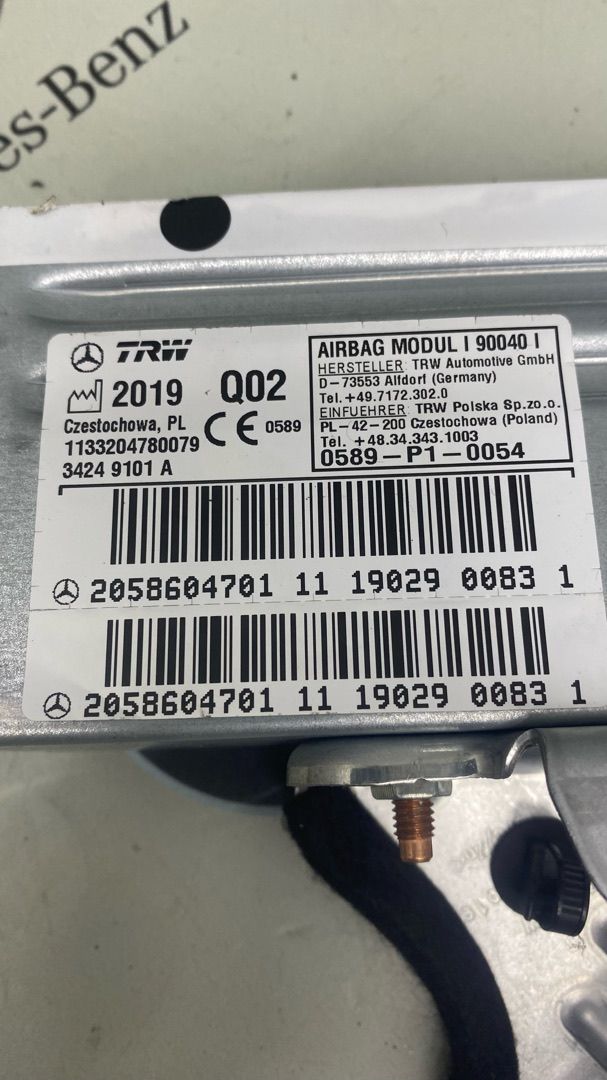 es-Benz
TRW
2019 Q02
Czestochowa, PL
1133204780079
3424 9101 A
CE 0589
AIRBAG MODUL I 90040 I
HERSTELLER: TRW Automotive GmbH
D-73553 Alfdorf (Germany)
Tel.+49.7172.302.0
EINFUEHRER: TRW Polska Sp.zo.o.
PL-42-200 Czestochowa (Poland)
Tel. +48.34.343.1003
0589-P1-0054
2058604701 11 19029 0083 1
2058604701 11 19029 0083 1